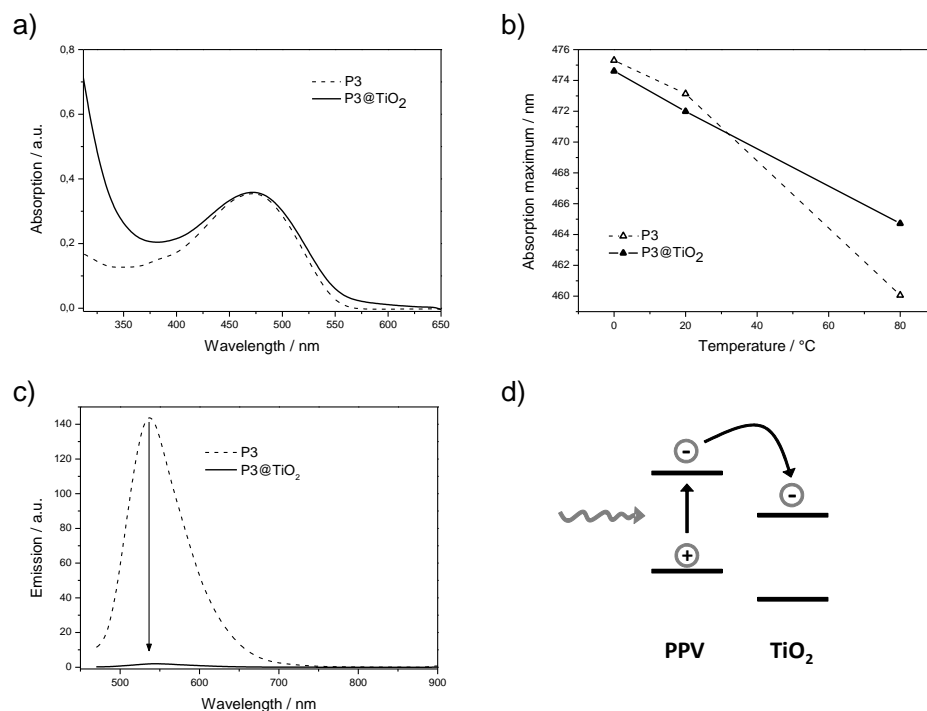 a)
0,8
0,6
0,4
0,2
0,0
Absorption / a.u.
P3
P3@TiO2
350 400 450 500 550 600 650
Wavelength / nm
b)
476
474
472
470
468
466
464
462
460
Absorption maximum / nm
P3
P3@TiO2
0 20 40 60 80
Temperature / °C
c)
140
120
100
80
60
40
20
0
Emission / a.u.
P3
P3@TiO2
500 600 700 800 900
Wavelength / nm
d)
-
-
+
PPV TiO2